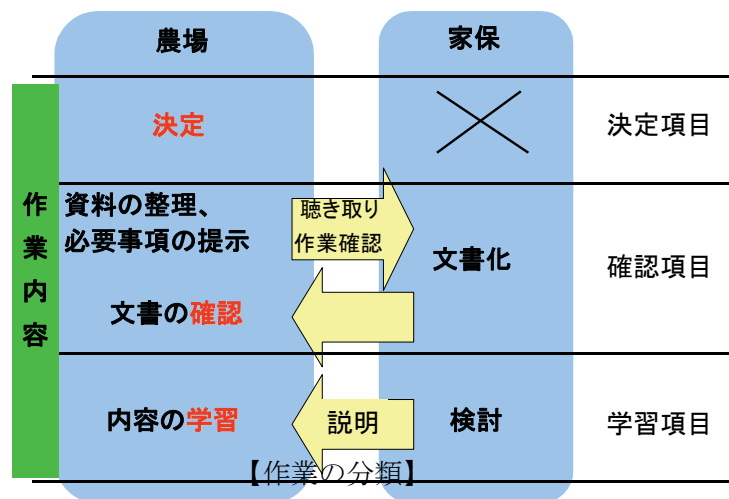 農場
家保
作業内容
決定
決定項目
資料の整理、
必要事項の提示
聴き取り
作業確認
文書化
確認項目
文書の確認
内容の学習
説明
検討
学習項目
【作業の分類】